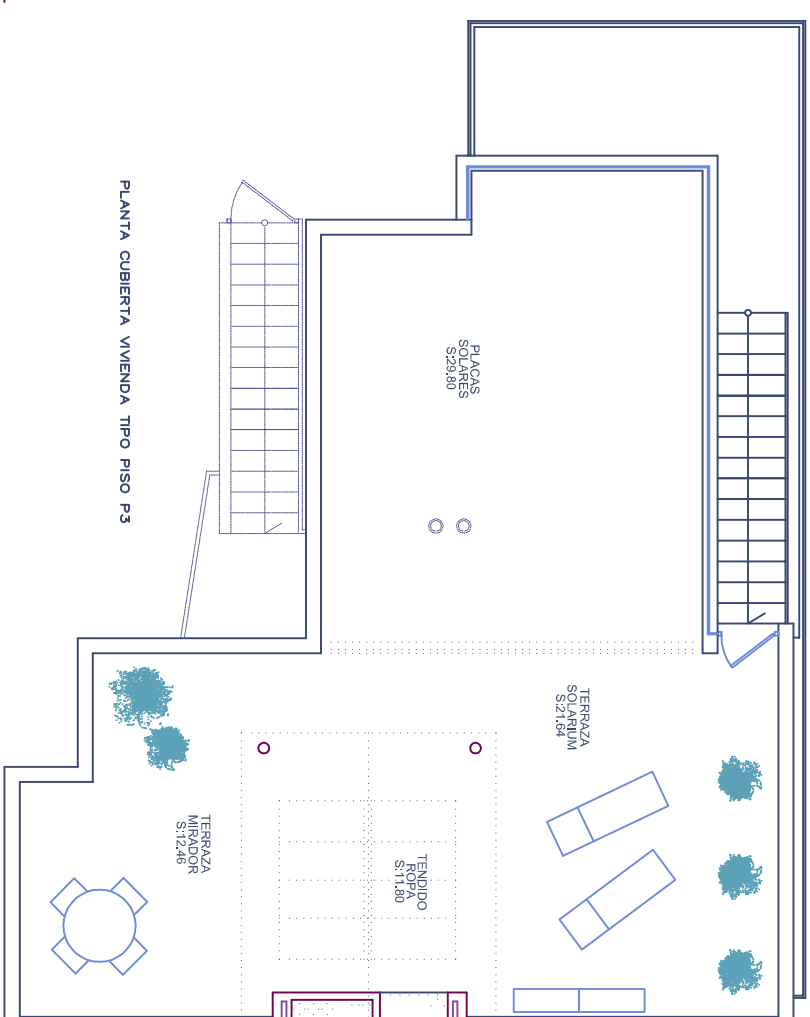 PLANTA CUBIERTA VIVIENDA TIPO PISO P3
PLACAS
SOLARES
S:29.80
TERRAZA
SOLARIUM
S:21.64
TERRAZA
MIRADOR
S:12.46
TENDIDO
ROPA
S:11.80